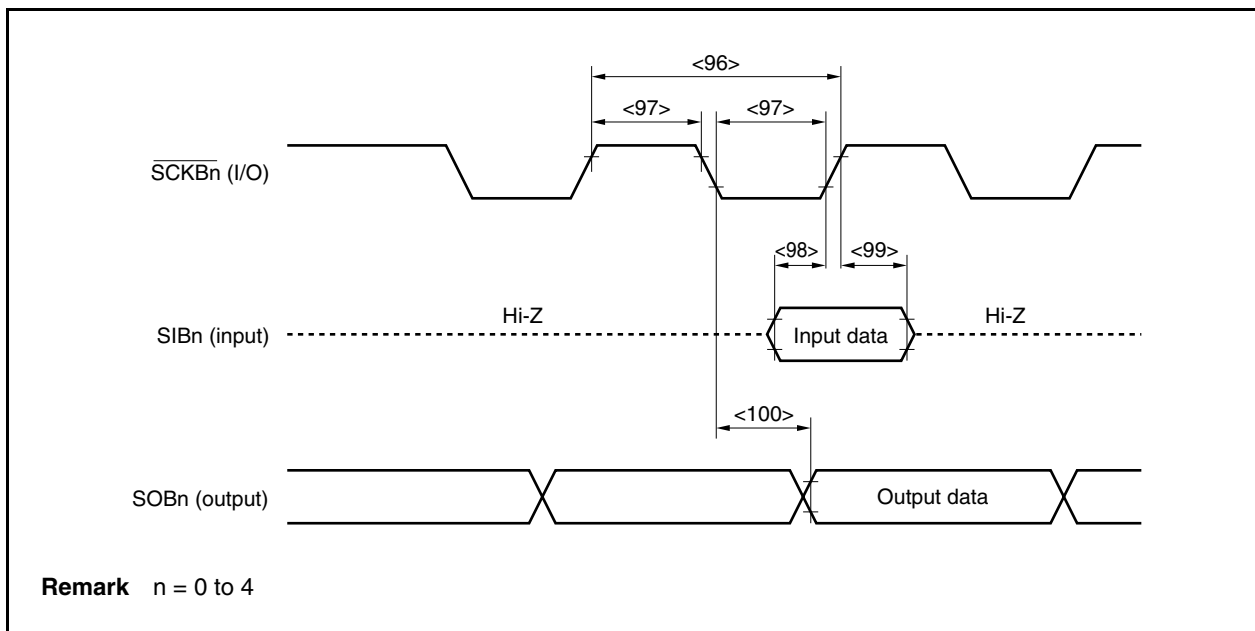 <96>
<97> <97>
SCKBn (I/O)
<98> <99>
Hi-Z Hi-Z
SIBn (input) Input data
<100>
SOBn (output) Output data
Remark n = 0 to 4